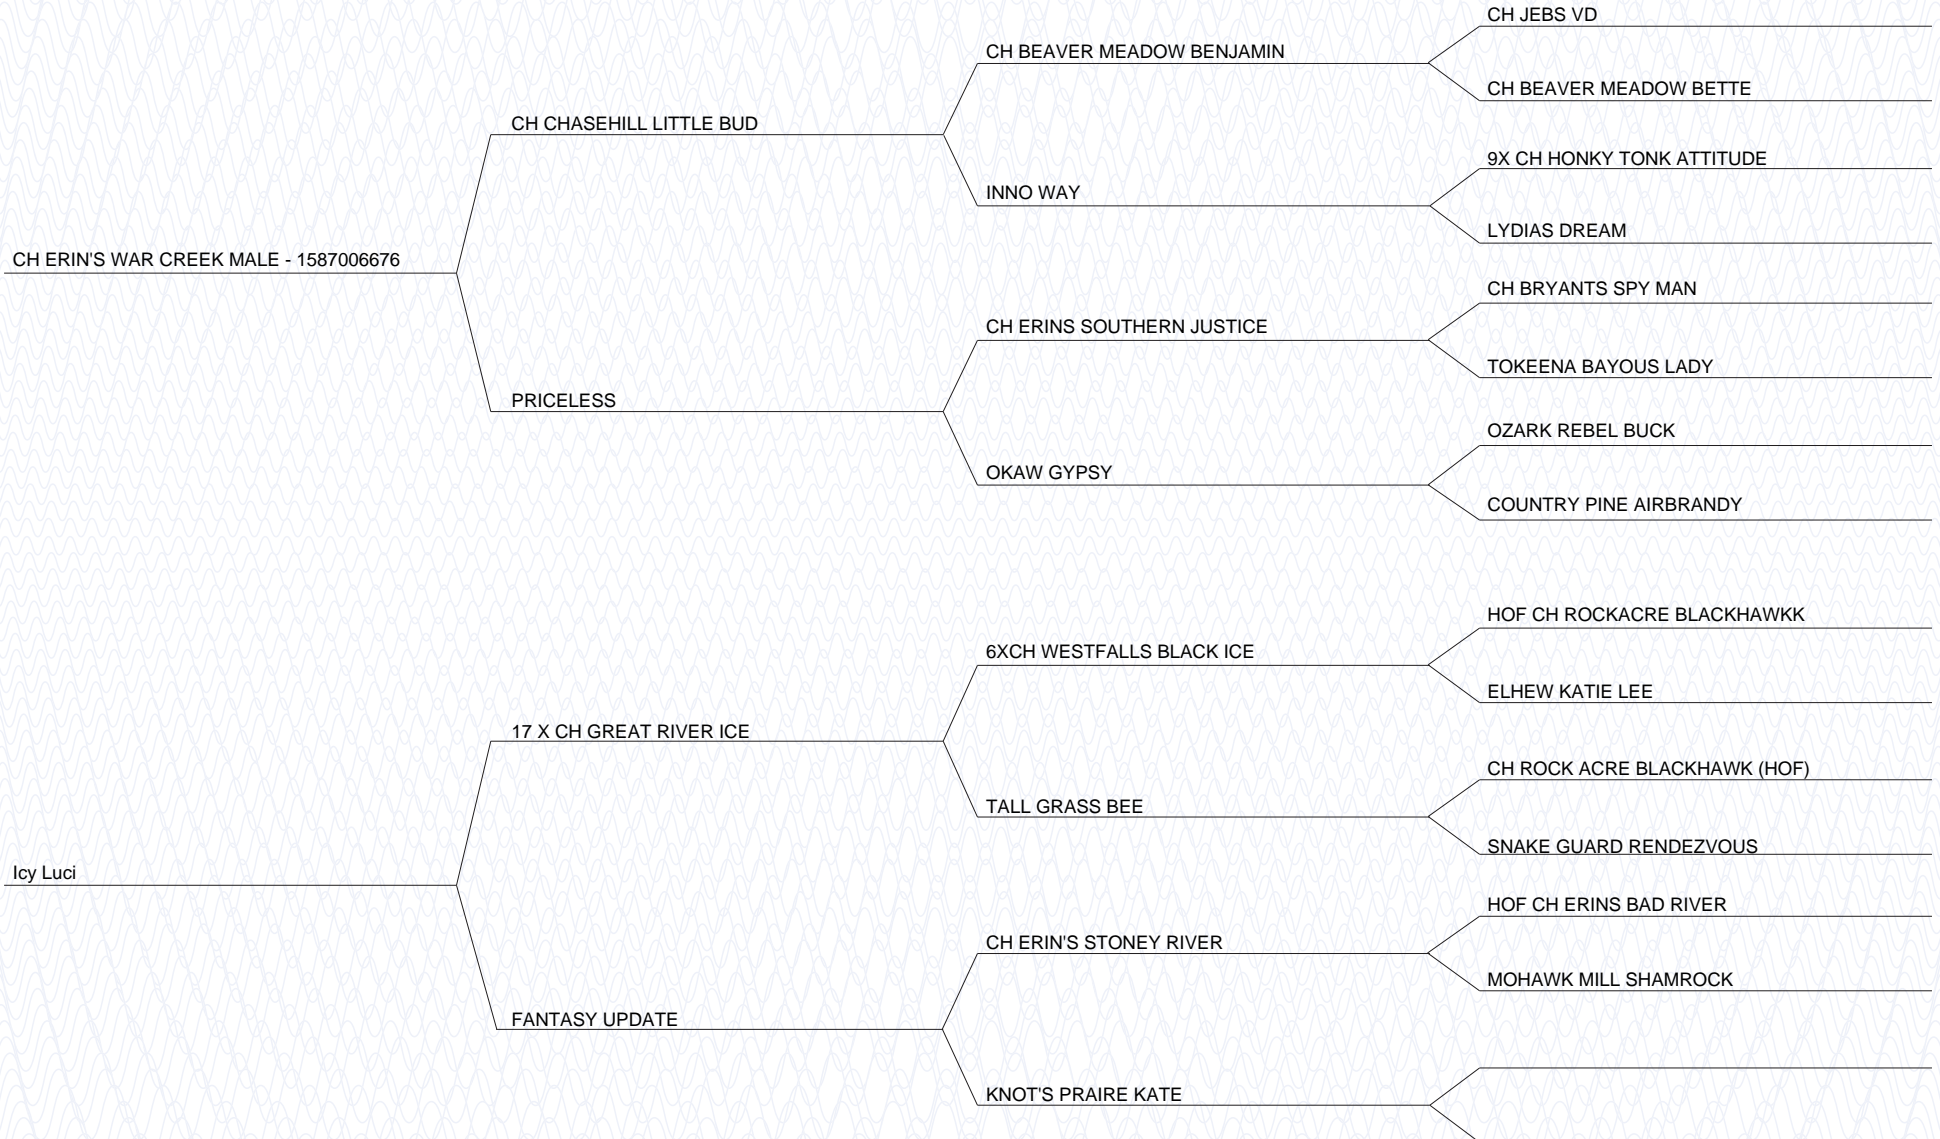 CH JEBS VD
CH BEAVER MEADOW BENJAMIN
CH BEAVER MEADOW BETTE
CH CHASEHILL LITTLE BUD
9X CH HONKY TONK ATTITUDE
INNO WAY
LYDIAS DREAM
CH ERIN'S WAR CREEK MALE - 1587006676
CH BRYANTS SPY MAN
CH ERINS SOUTHERN JUSTICE
TOKEENA BAYOUS LADY
PRICELESS
OZARK REBEL BUCK
OKAW GYPSY
COUNTRY PINE AIRBRANDY
HOF CH ROCKACRE BLACKHAWKK
6XCH WESTFALLS BLACK ICE
ELHEW KATIE LEE
17 X CH GREAT RIVER ICE
CH ROCK ACRE BLACKHAWK (HOF)
TALL GRASS BEE
SNAKE GUARD RENDEZVOUS
Icy Luci
HOF CH ERINS BAD RIVER
CH ERIN'S STONEY RIVER
MOHAWK MILL SHAMROCK
FANTASY UPDATE
KNOT'S PRAIRE KATE